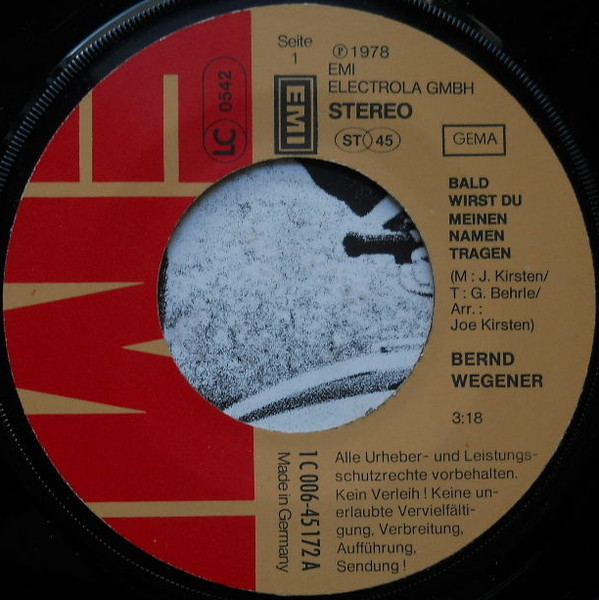 Seite
1
℗ 1978
EMI
ELECTROLA GMBH
STEREO
ST 45
EMI
LC 0542
GEMA
BALD
WIRST DU
MEINEN
NAMEN
TRAGEN
(M : J. Kirsten/
T : G. Behrle/
Arr. :
Joe Kirsten)
BERND
WEGENER
3:18
1 C 006-45172 A
Made in Germany
Alle Urheber- und Leistungs-
schutzrechte vorbehalten.
Kein Verleih ! Keine un-
erlaubte Vervielfälti-
gung, Verbreitung,
Aufführung,
Sendung !
EMI